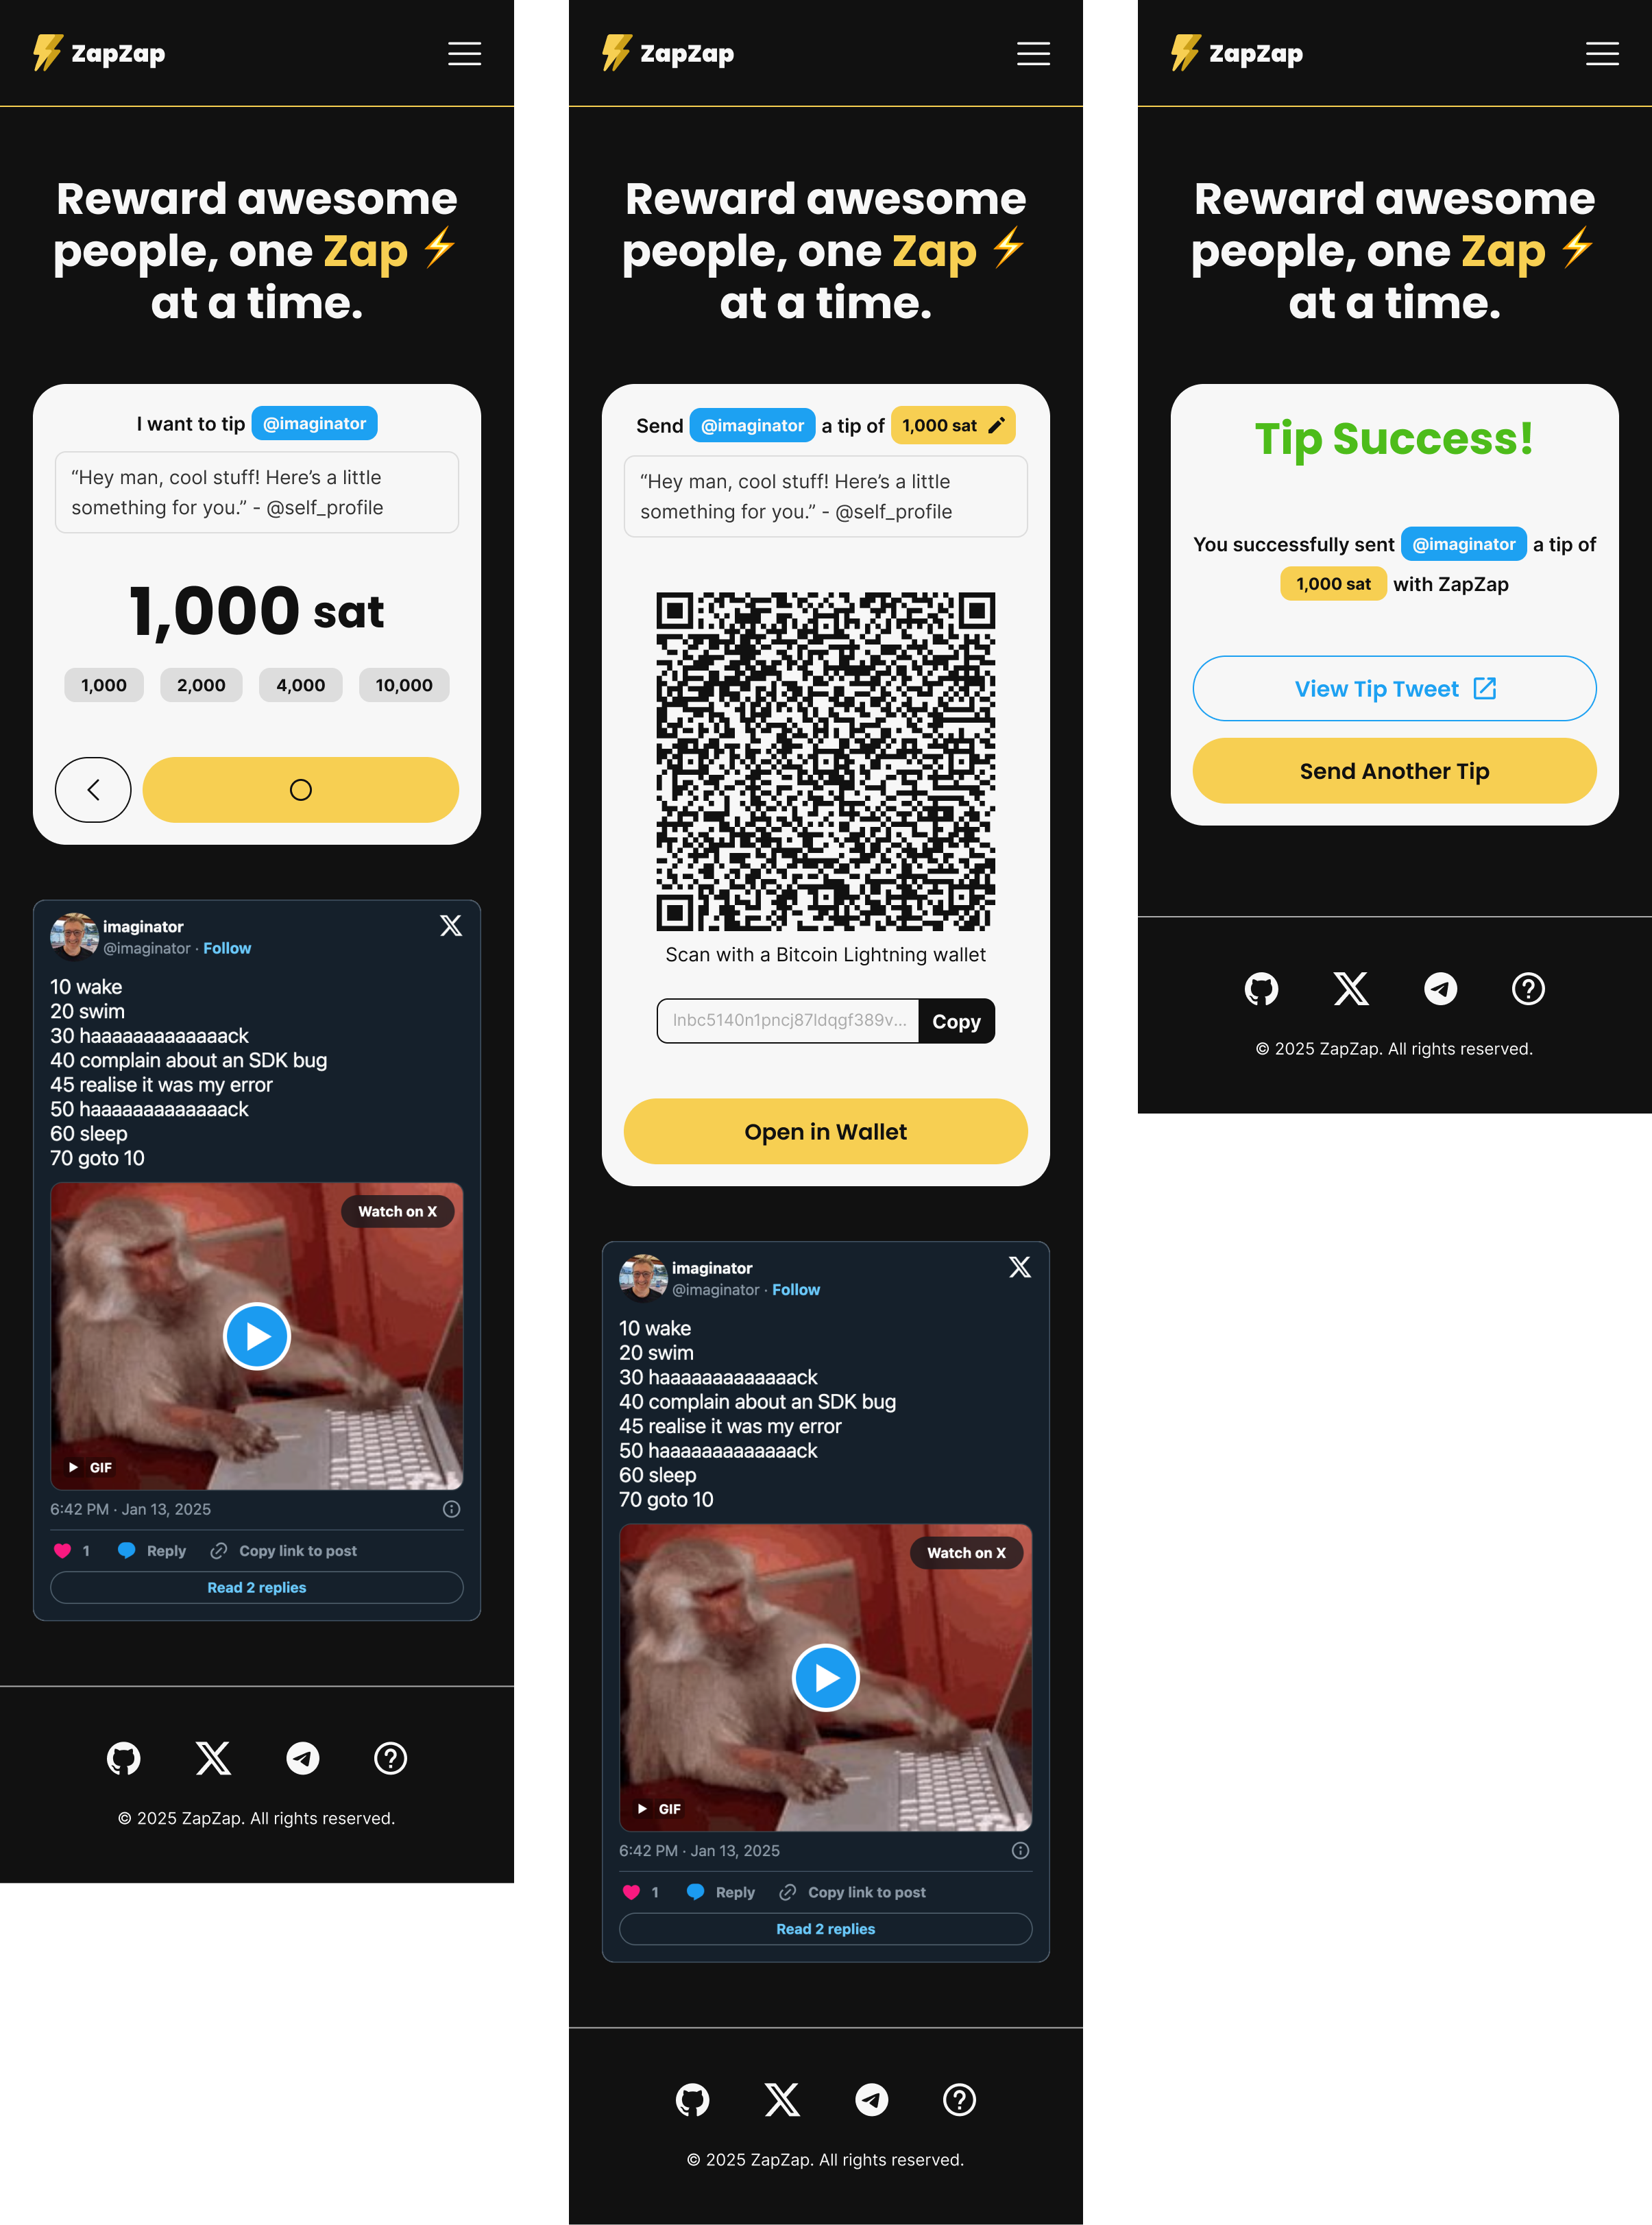 ZapZap
Reward awesome
people, one Zap ⚡
at a time.
I want to tip @imaginator
“Hey man, cool stuff! Here’s a little
something for you.” - @self_profile
1,000 sat
1,000 2,000 4,000 10,000
imaginator
@imaginator · Follow
10 wake
20 swim
30 haaaaaaaaaaaaack
40 complain about an SDK bug
45 realise it was my error
50 haaaaaaaaaaaaack
60 sleep
70 goto 10
Watch on X
GIF
6:42 PM · Jan 13, 2025
1 Reply Copy link to post
Read 2 replies
© 2025 ZapZap. All rights reserved.
ZapZap
Reward awesome
people, one Zap ⚡
at a time.
Send @imaginator a tip of 1,000 sat
“Hey man, cool stuff! Here’s a little
something for you.” - @self_profile
Scan with a Bitcoin Lightning wallet
lnbc5140n1pncj87ldqgf389v... Copy
Open in Wallet
imaginator
@imaginator · Follow
10 wake
20 swim
30 haaaaaaaaaaaaack
40 complain about an SDK bug
45 realise it was my error
50 haaaaaaaaaaaaack
60 sleep
70 goto 10
Watch on X
GIF
6:42 PM · Jan 13, 2025
1 Reply Copy link to post
Read 2 replies
© 2025 ZapZap. All rights reserved.
ZapZap
Reward awesome
people, one Zap ⚡
at a time.
Tip Success!
You successfully sent @imaginator a tip of
1,000 sat with ZapZap
View Tip Tweet
Send Another Tip
© 2025 ZapZap. All rights reserved.